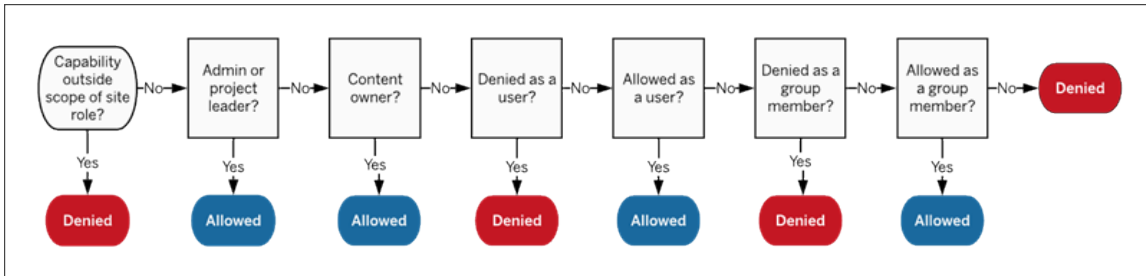 Capability
outside
scope of site
role?
No
Admin or
project
leader?
No
Content
owner?
No
Denied as a
user?
No
Allowed as
a user?
No
Denied as a
group
member?
No
Allowed as
a group
member?
No
Denied
Yes
Yes
Yes
Yes
Yes
Yes
Yes
Denied
Allowed
Allowed
Denied
Allowed
Denied
Allowed